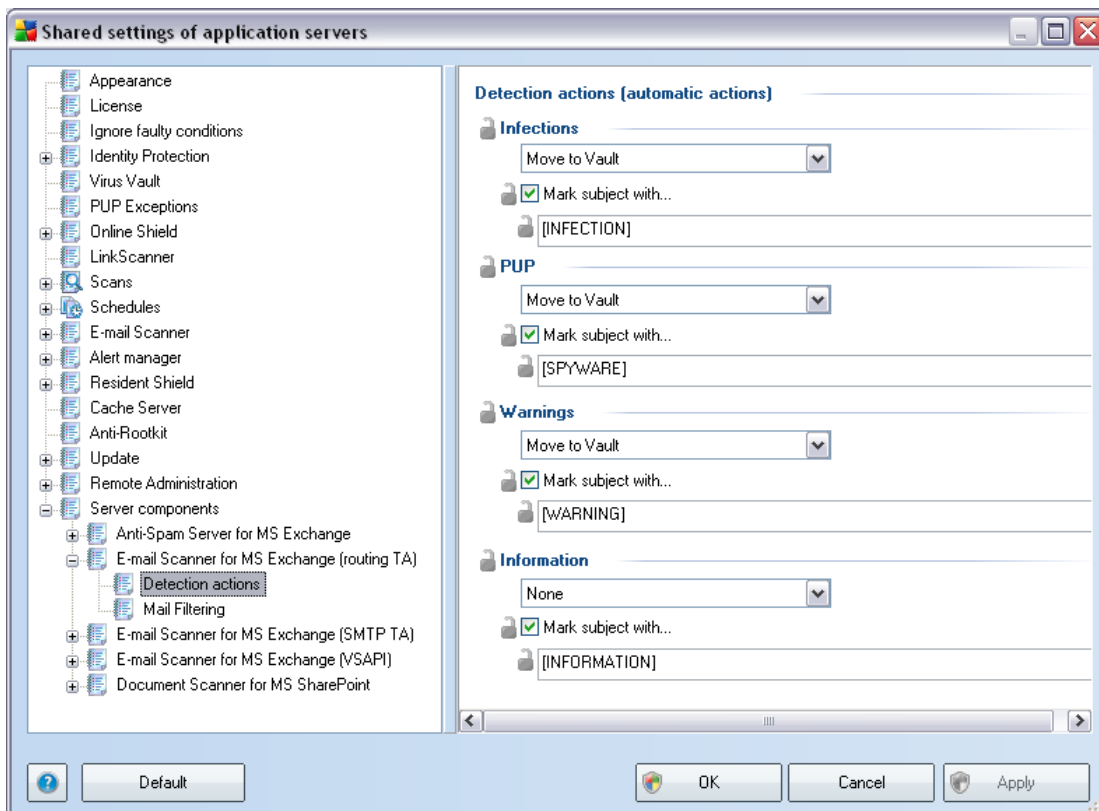 Shared settings of application servers
Appearance
License
Ignore faulty conditions
Identity Protection
Virus Vault
PUP Exceptions
Online Shield
LinkScanner
Scans
Schedules
E-mail Scanner
Alert manager
Resident Shield
Cache Server
Anti-Rootkit
Update
Remote Administration
Server components
Anti-Spam Server for MS Exchange
E-mail Scanner for MS Exchange (routing TA)
Detection actions
Mail Filtering
E-mail Scanner for MS Exchange (SMTP TA)
E-mail Scanner for MS Exchange (VSAPI)
Document Scanner for MS SharePoint
Detection actions (automatic actions)
Infections
Move to Vault
Mark subject with...
[INFECTION]
PUP
Move to Vault
Mark subject with...
[SPYWARE]
Warnings
Move to Vault
Mark subject with...
[WARNING]
Information
None
Mark subject with...
[INFORMATION]
Default
OK
Cancel
Apply